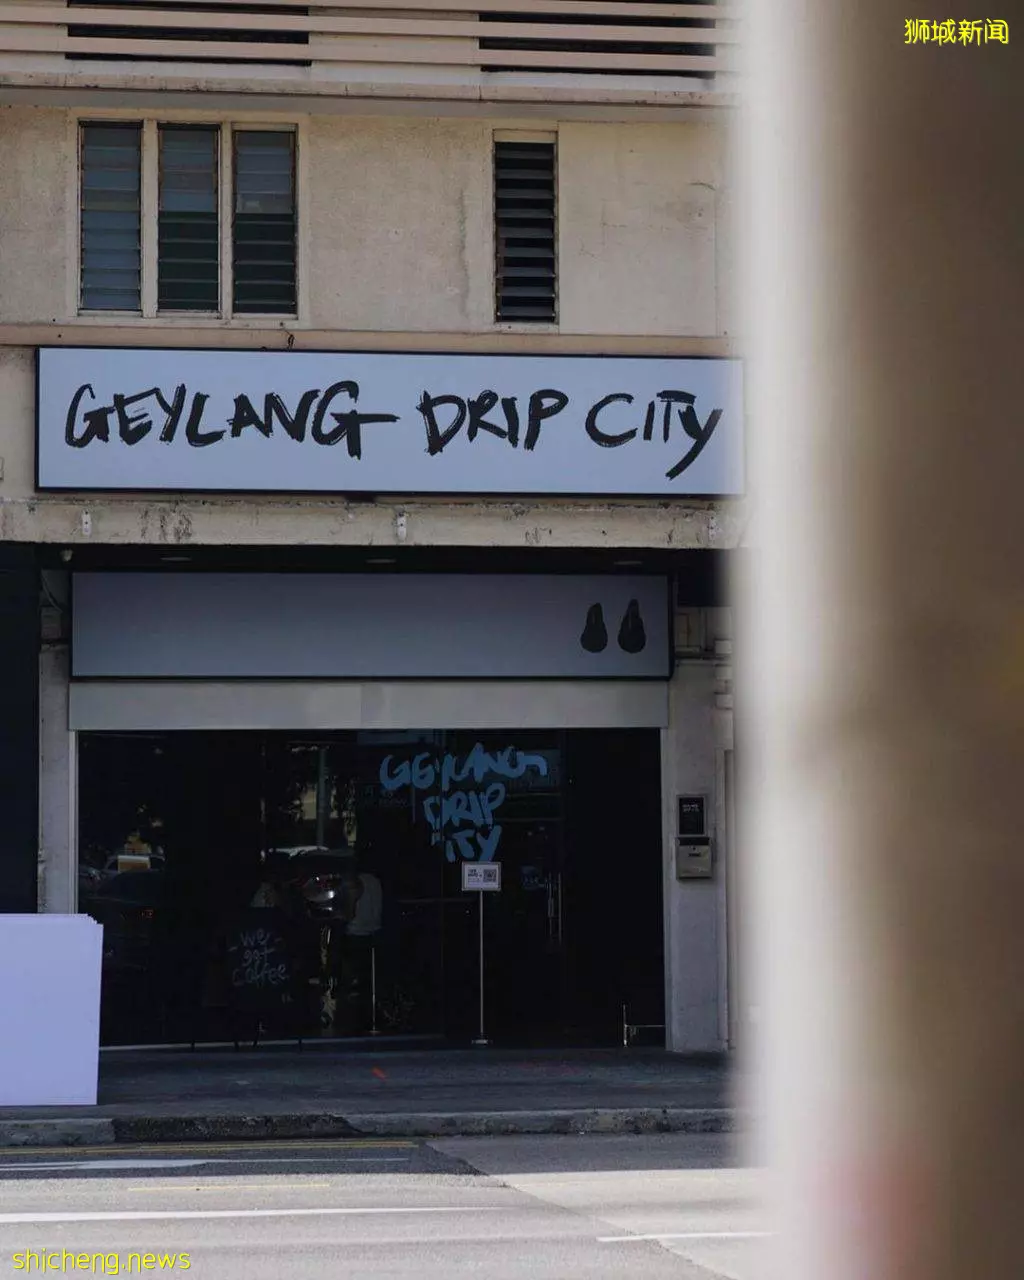 狮城新闻
GEYLANG DRIP CITY
GEYLANG
DRIP
CITY
we
got
coffee
shicheng.news